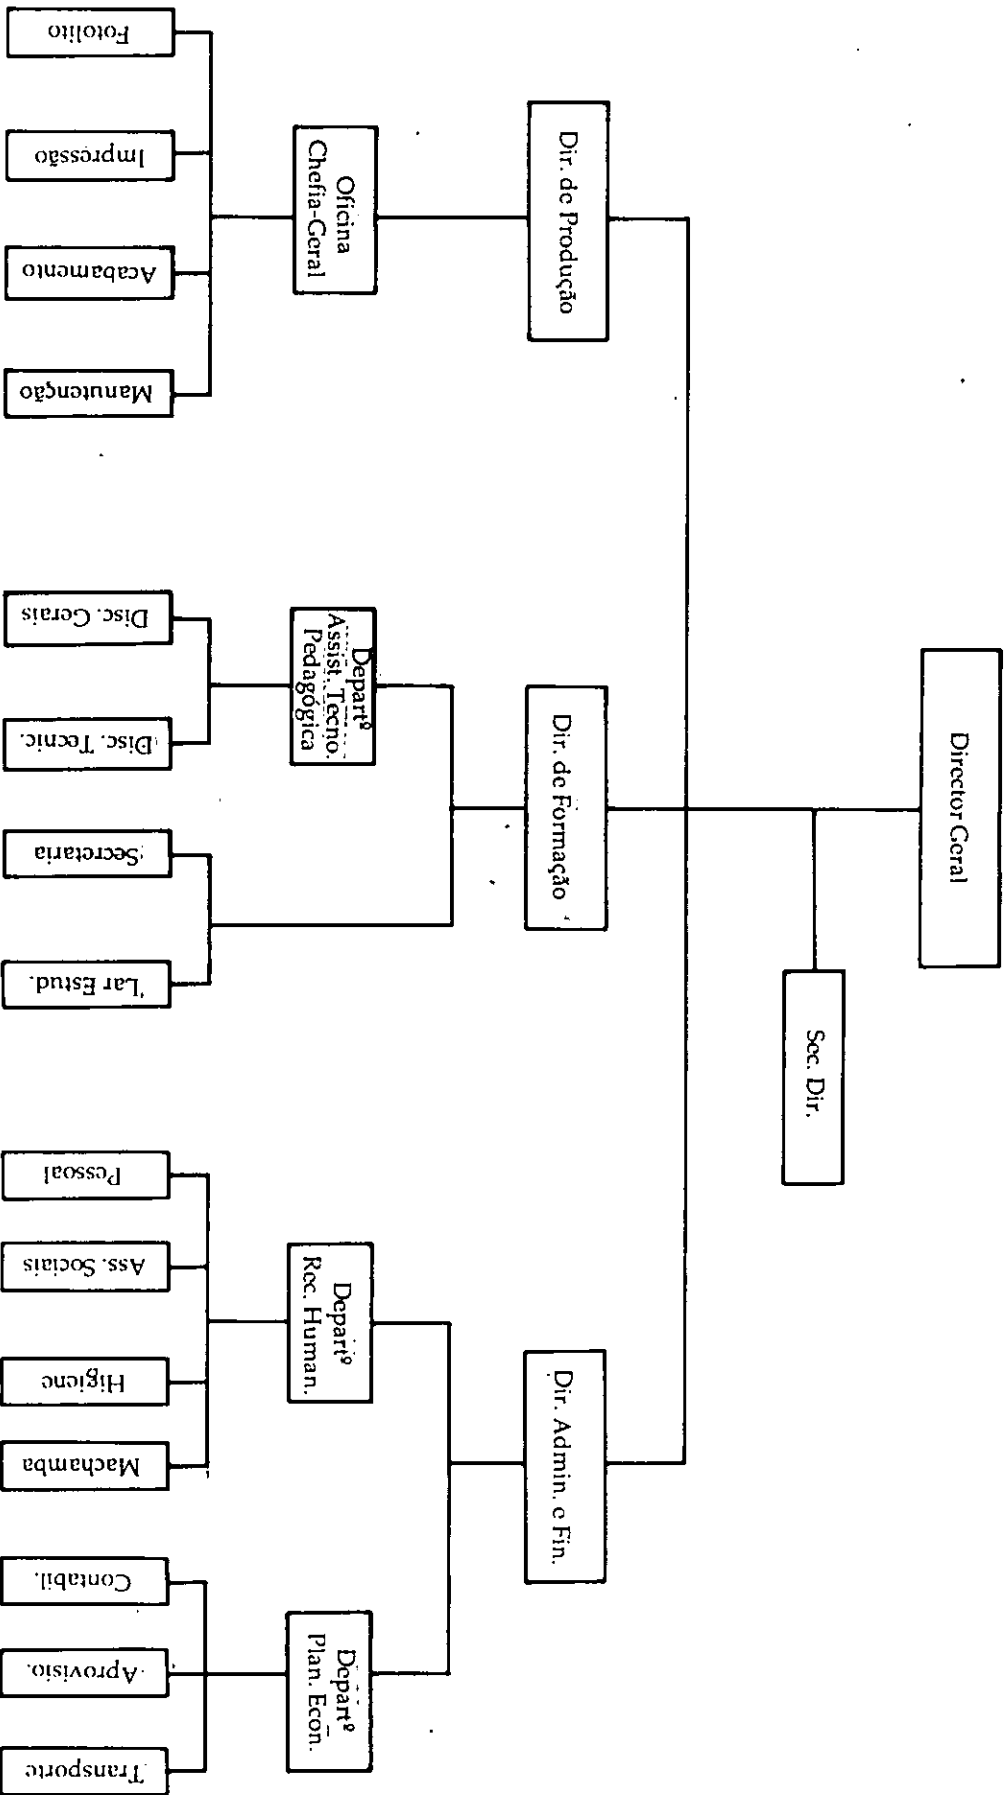 Director Geral
Sec. Dir.
Dir. de Produção
Dir. de Formação
Dir. Admin. e Fin.
Oficina
Chefia-Geral
Departº
Assist. Tecno.
Pedagógica
Departº
Rec. Human.
Departº
Plan. Econ.
Fotolito
Impressão
Acabamento
Manutenção
Disc. Gerais
Disc. Tecnic.
Secretaria
Lar Estud.
Pessoal
Ass. Sociais
Higiene
Machamba
Contabil.
Aprovisio.
Transporte